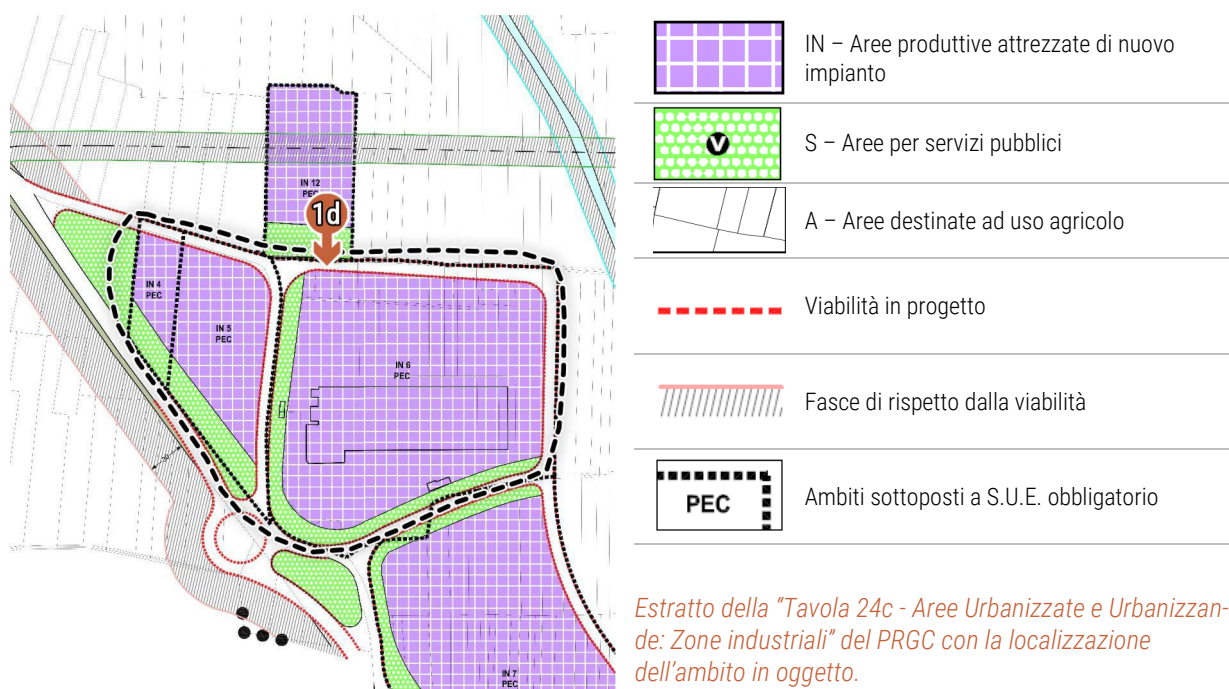 IN 12
PEC
1d
IN 4
PEC
IN 5
PEC
IN 6
PEC
30
IN 7
PEC
IN – Aree produttive attrezzate di nuovo
impianto
V
S – Aree per servizi pubblici
A – Aree destinate ad uso agricolo
Viabilità in progetto
Fasce di rispetto dalla viabilità
PEC
Ambiti sottoposti a S.U.E. obbligatorio
Estratto della "Tavola 24c - Aree Urbanizzate e Urbanizzan-
de: Zone industriali" del PRGC con la localizzazione
dell'ambito in oggetto.